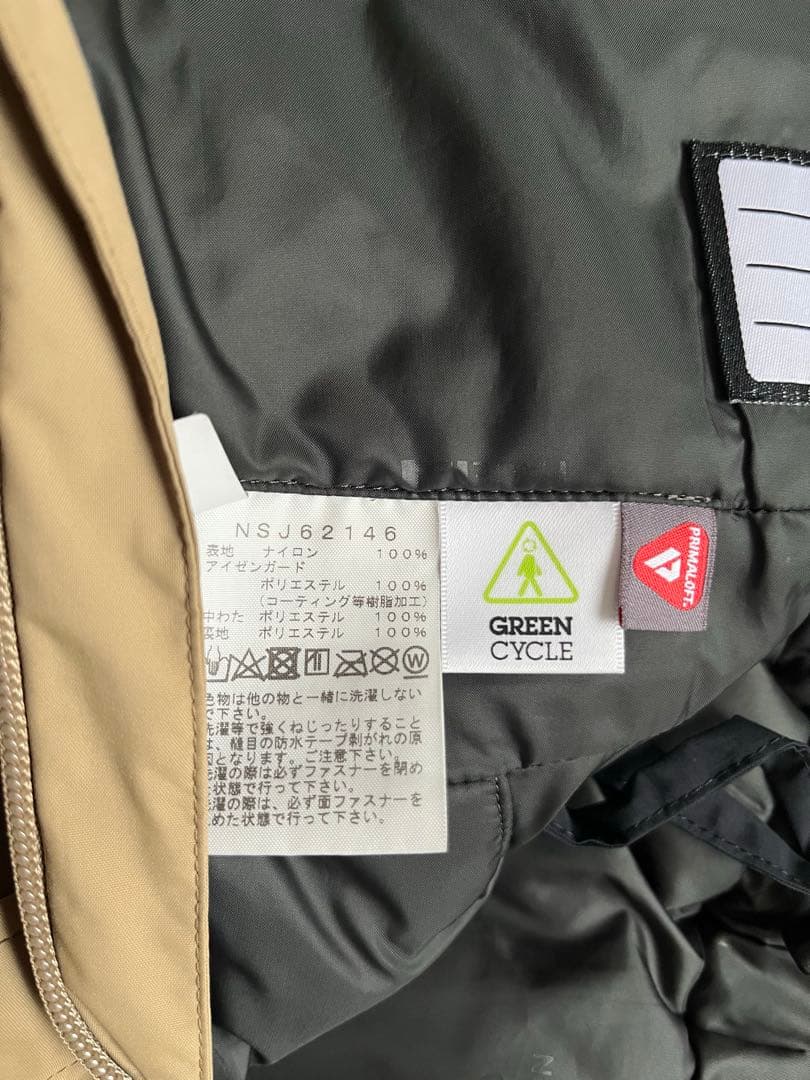 NSJ62146
表地 ナイロン 100%
アイゼンガード
ポリエステル 100%
(コーティング等樹脂加工)
中わた ポリエステル 100%
裏地 ポリエステル 100%
W
色物は他の物と一緒に洗濯しない
で下さい。
洗濯等で強くねじったりすること
は、縫目の防水テープ剥がれの原
因となります。ご注意下さい。
洗濯の際は必ずファスナーを閉め
た状態で行って下さい。
洗濯の際は、必ず面ファスナーを
とめた状態で行って下さい。
GREEN
CYCLE
PRIMALOFT.
N